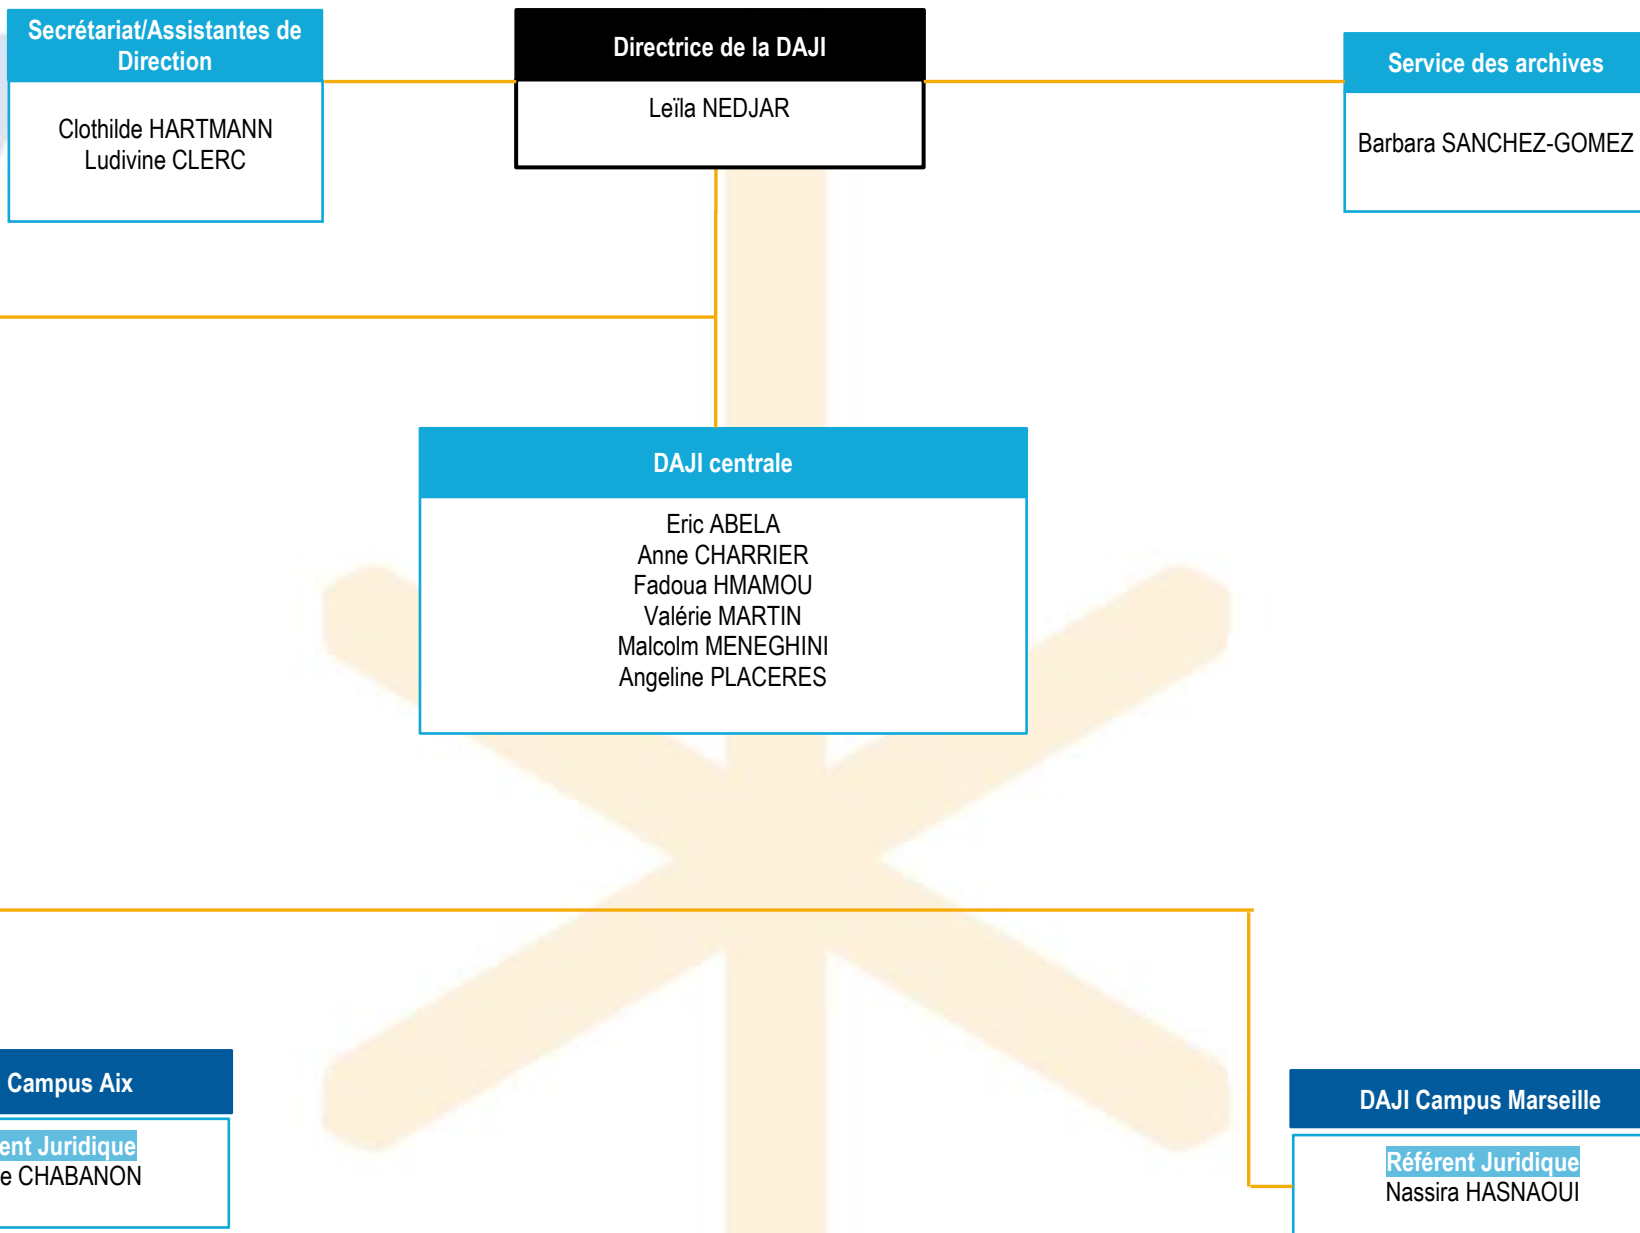 Secrétariat/Assistantes de
Direction
Clothilde HARTMANN
Ludivine CLERC
Directrice de la DAJI
Leïla NEDJAR
Service des archives
Barbara SANCHEZ-GOMEZ
DAJI centrale
Eric ABELA
Anne CHARRIER
Fadoua HMAMOU
Valérie MARTIN
Malcolm MENEGHINI
Angeline PLACERES
Campus Aix
Juridique
CHABANON
DAJI Campus Marseille
Référent Juridique
Nassira HASNAOUI